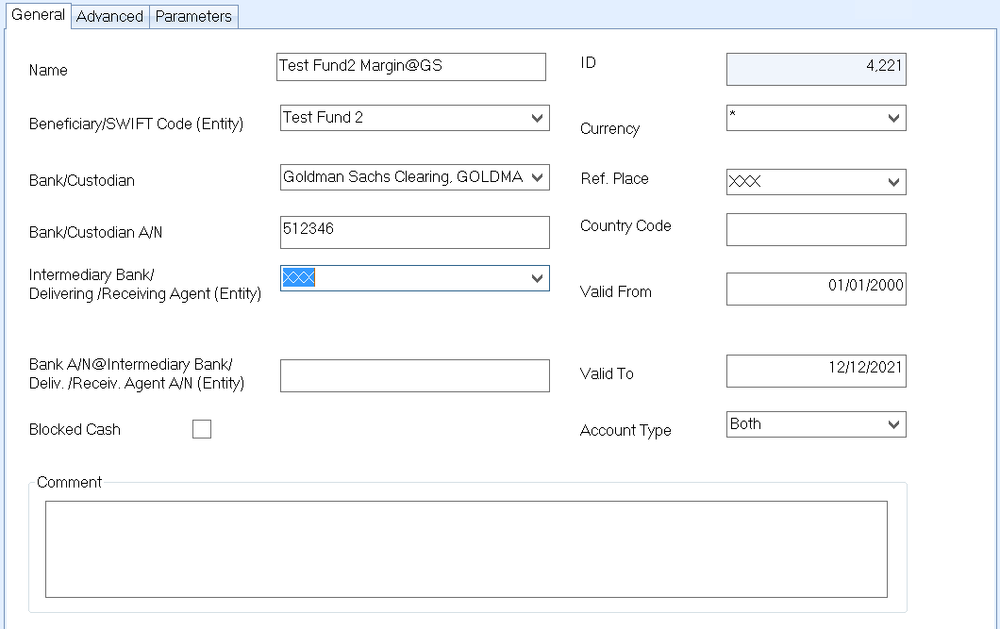 General Advanced Parameters
Name Test Fund2 Margin@GS
ID 4,221
Beneficiary/SWIFT Code (Entity) Test Fund 2
Currency *
Bank/Custodian Goldman Sachs Clearing, GOLDMA
Ref. Place XXX
Bank/Custodian A/N 512346
Country Code
Intermediary Bank/
Delivering /Receiving Agent (Entity) XXX
Valid From 01/01/2000
Bank A/N@Intermediary Bank/
Deliv. /Receiv. Agent A/N (Entity)
Valid To 12/12/2021
Blocked Cash
Account Type Both
Comment